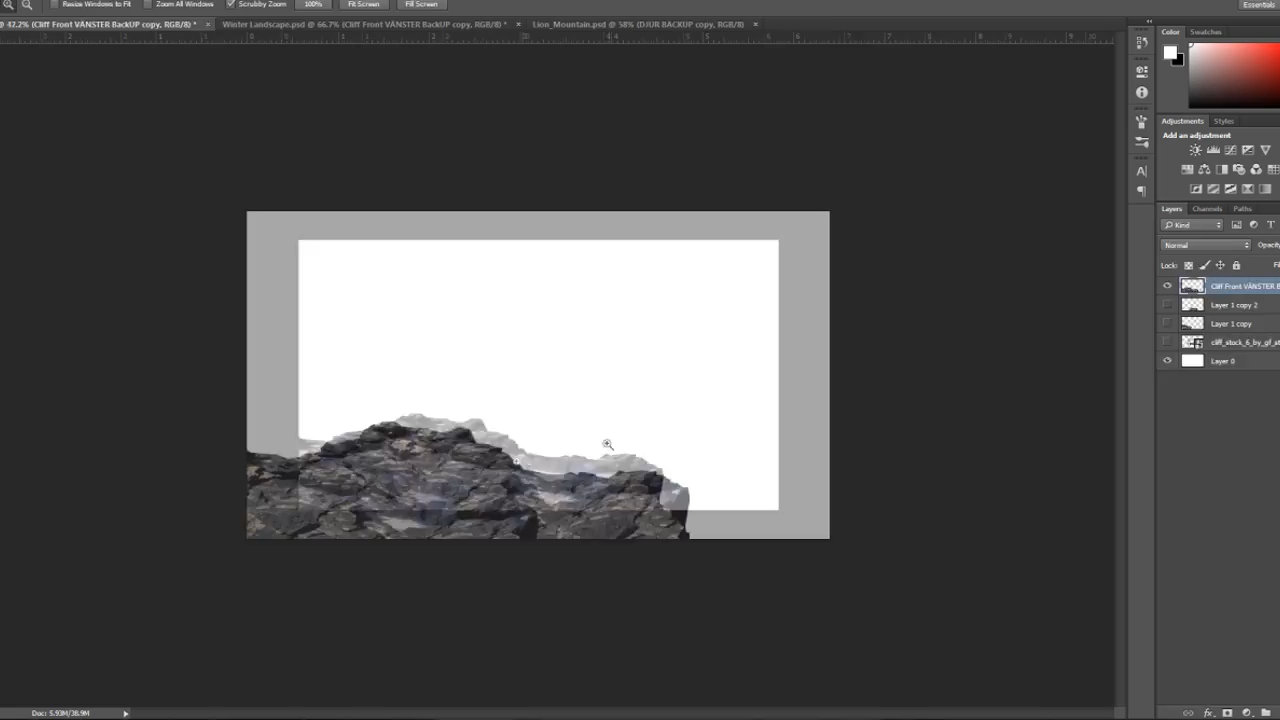 Resize Windows to Fit Zoom All Windows Scrubby Zoom 100% Fit Screen Fill Screen Essentials
@ 47,2% (Cliff Front VÄNSTER BackUP copy, RGB/8) * × Winter Landscape.psd @ 66.7% (Cliff Front VÄNSTER BackUP copy, RGB/8) * × Lion_Mountain.psd @ 58% (DJUR BACKUP copy, RGB/8) ×
Color Swatches
Adjustments Styles
Add an adjustment
Layers Channels Paths
Kind
Normal Opacity
Lock:
Cliff Front VÄNSTER B
Layer 1 copy 2
Layer 1 copy
cliff_stock_6_by_gf_st
Layer 0
Doc: 5,93M/38,9M